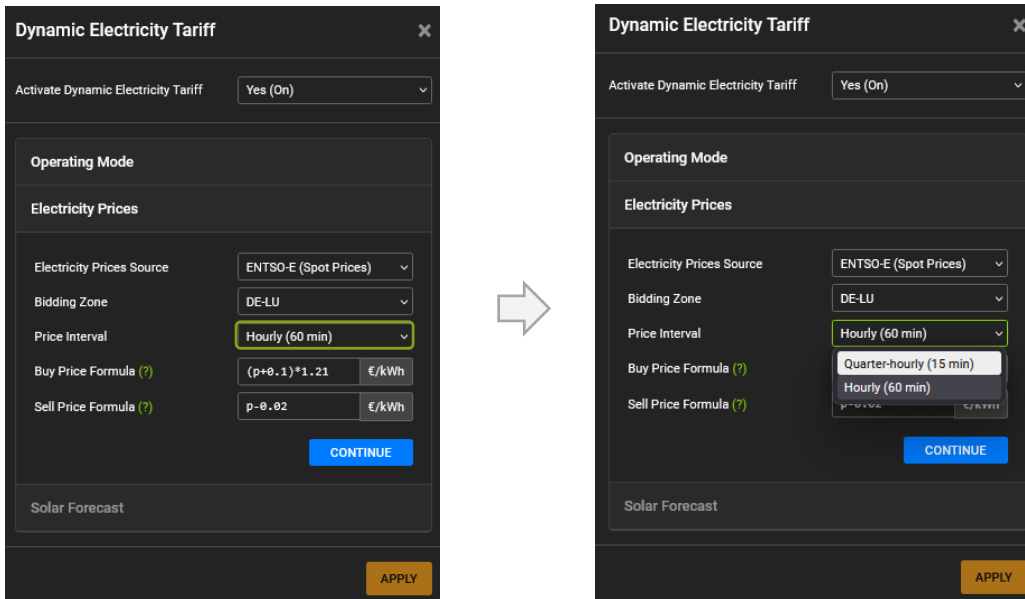 Dynamic Electricity Tariff ×
Activate Dynamic Electricity Tariff Yes (On)
Operating Mode
Electricity Prices
Electricity Prices Source ENTSO-E (Spot Prices)
Bidding Zone DE-LU
Price Interval Hourly (60 min)
Buy Price Formula (?) (p+0.1)*1.21 €/kWh
Sell Price Formula (?) p-0.02 €/kWh
CONTINUE
Solar Forecast
APPLY
Dynamic Electricity Tariff ×
Activate Dynamic Electricity Tariff Yes (On)
Operating Mode
Electricity Prices
Electricity Prices Source ENTSO-E (Spot Prices)
Bidding Zone DE-LU
Price Interval Hourly (60 min)
Quarter-hourly (15 min)
Buy Price Formula (?)
Hourly (60 min)
Sell Price Formula (?) p-0.02 €/kWh
CONTINUE
Solar Forecast
APPLY